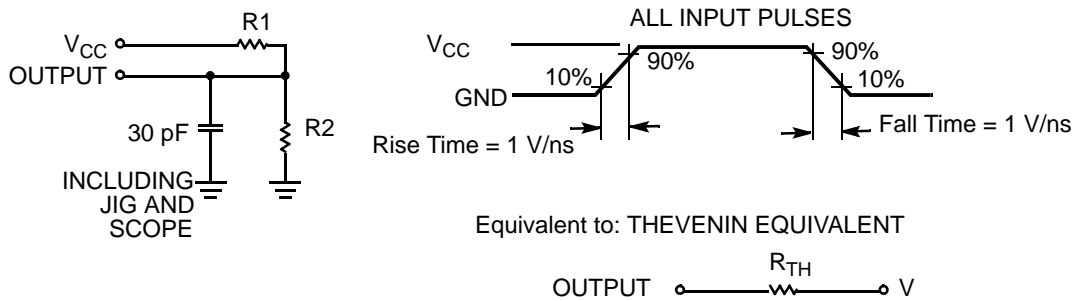 R1
VCC
OUTPUT
30 pF
R2
INCLUDING
JIG AND
SCOPE
ALL INPUT PULSES
VCC
GND
10%
90%
90%
10%
Rise Time = 1 V/ns
Fall Time = 1 V/ns
Equivalent to: THEVENIN EQUIVALENT
RTH
OUTPUT
V